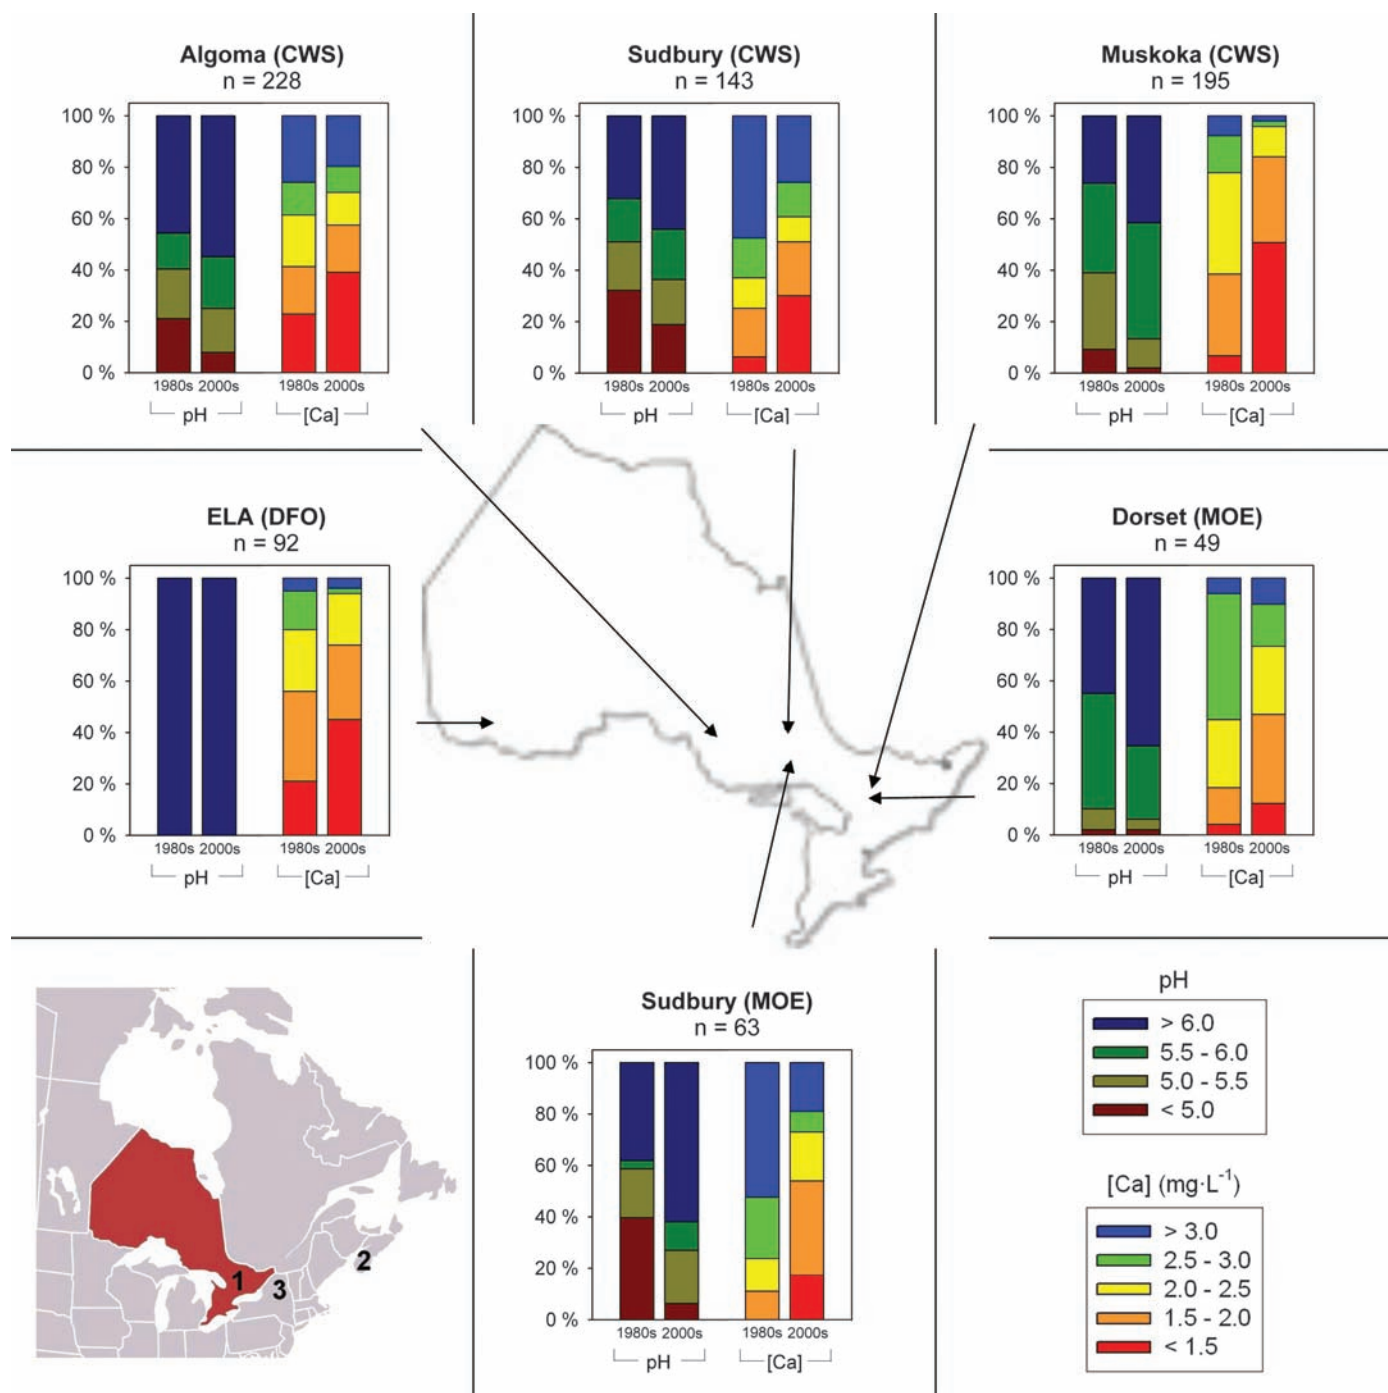 Algoma (CWS)
n = 228
100 %
80 %
60 %
40 %
20 %
0 %
1980s 2000s 1980s 2000s
pH [Ca]
Sudbury (CWS)
n = 143
100 %
80 %
60 %
40 %
20 %
0 %
1980s 2000s 1980s 2000s
pH [Ca]
Muskoka (CWS)
n = 195
100 %
80 %
60 %
40 %
20 %
0 %
1980s 2000s 1980s 2000s
pH [Ca]
ELA (DFO)
n = 92
100 %
80 %
60 %
40 %
20 %
0 %
1980s 2000s 1980s 2000s
pH [Ca]
Dorset (MOE)
n = 49
100 %
80 %
60 %
40 %
20 %
0 %
1980s 2000s 1980s 2000s
pH [Ca]
1
2
3
Sudbury (MOE)
n = 63
100 %
80 %
60 %
40 %
20 %
0 %
1980s 2000s 1980s 2000s
pH [Ca]
pH
> 6.0
5.5 - 6.0
5.0 - 5.5
< 5.0
[Ca] (mg·L⁻¹)
> 3.0
2.5 - 3.0
2.0 - 2.5
1.5 - 2.0
< 1.5